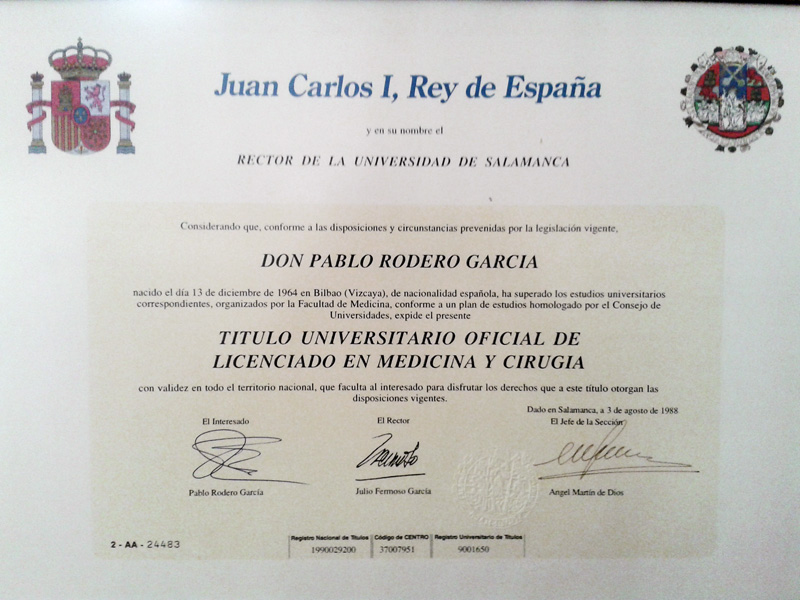 Juan Carlos I, Rey de España
y en su nombre el
RECTOR DE LA UNIVERSIDAD DE SALAMANCA
Considerando que, conforme a las disposiciones y circunstancias prevenidas por la legislación vigente,
DON PABLO RODERO GARCIA
nacido el día 13 de diciembre de 1964 en Bilbao (Vizcaya), de nacionalidad española, ha superado los estudios universitarios
correspondientes, organizados por la Facultad de Medicina, conforme a un plan de estudios homologado por el Consejo de
Universidades, expide el presente
TITULO UNIVERSITARIO OFICIAL DE
LICENCIADO EN MEDICINA Y CIRUGIA
con validez en todo el territorio nacional, que faculta al interesado para disfrutar los derechos que a este título otorgan las
disposiciones vigentes.
Dado en Salamanca, a 3 de agosto de 1988
El Interesado El Rector El Jefe de la Sección
Pablo Rodero García Julio Fermoso García Angel Martín de Dios
2 - AA - 24483
Registro Nacional de Títulos Código de CENTRO Registro Universitario de Títulos
1990029200 37007951 9001650